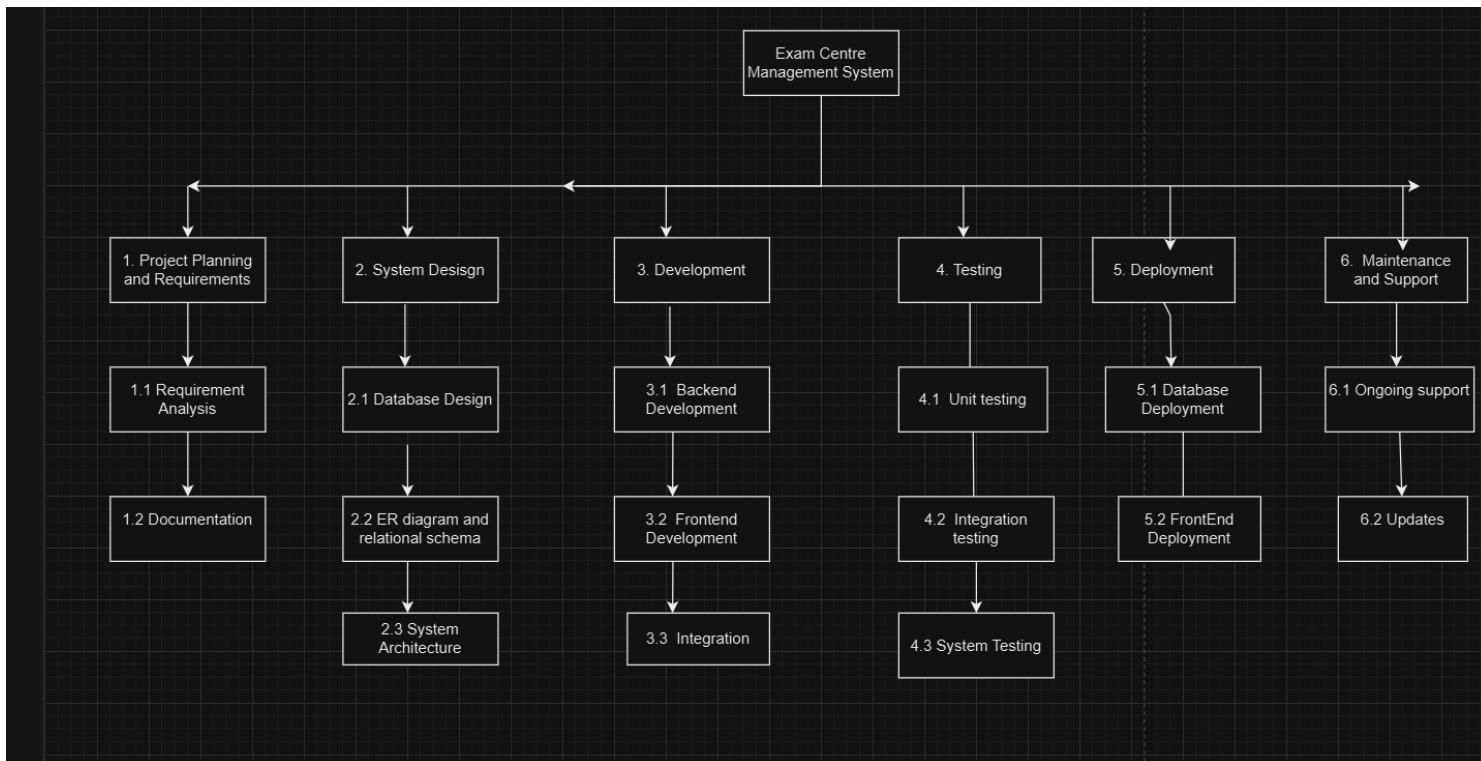 Exam Centre
Management System
1. Project Planning
and Requirements
2. System Desisgn
3. Development
4. Testing
5. Deployment
6. Maintenance
and Support
1.1 Requirement
Analysis
2.1 Database Design
3.1 Backend
Development
4.1 Unit testing
5.1 Database
Deployment
6.1 Ongoing support
1.2 Documentation
2.2 ER diagram and
relational schema
3.2 Frontend
Development
4.2 Integration
testing
5.2 FrontEnd
Deployment
6.2 Updates
2.3 System
Architecture
3.3 Integration
4.3 System Testing